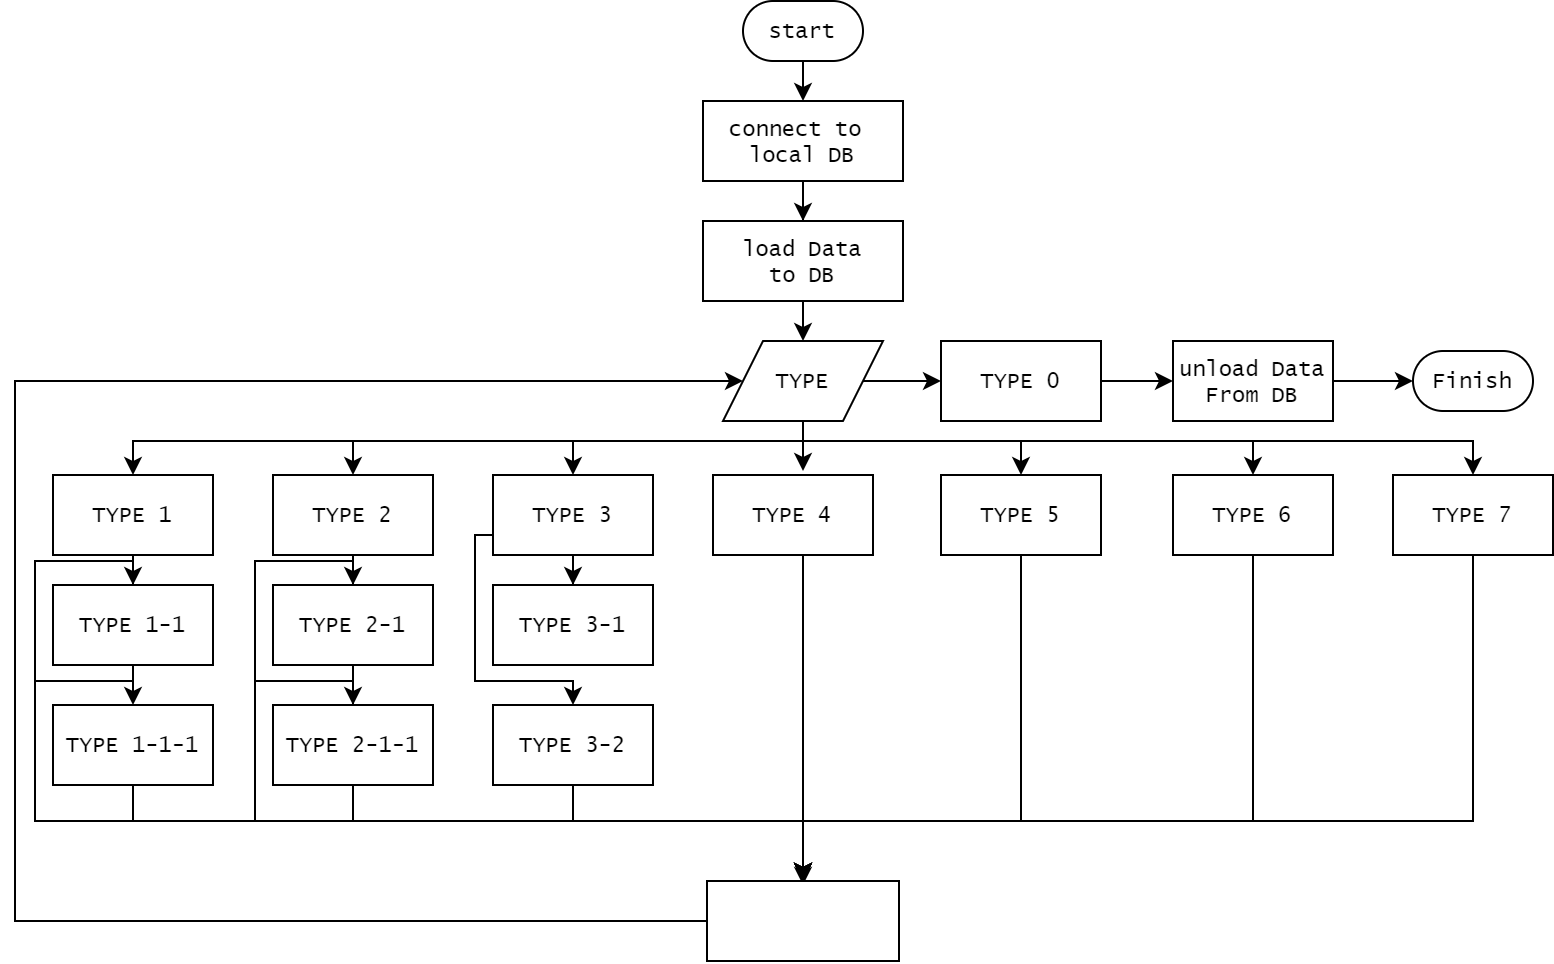 start
connect to
local DB
load Data
to DB
TYPE
TYPE 0
unload Data
From DB
Finish
TYPE 1
TYPE 2
TYPE 3
TYPE 4
TYPE 5
TYPE 6
TYPE 7
TYPE 1-1
TYPE 2-1
TYPE 3-1
TYPE 1-1-1
TYPE 2-1-1
TYPE 3-2